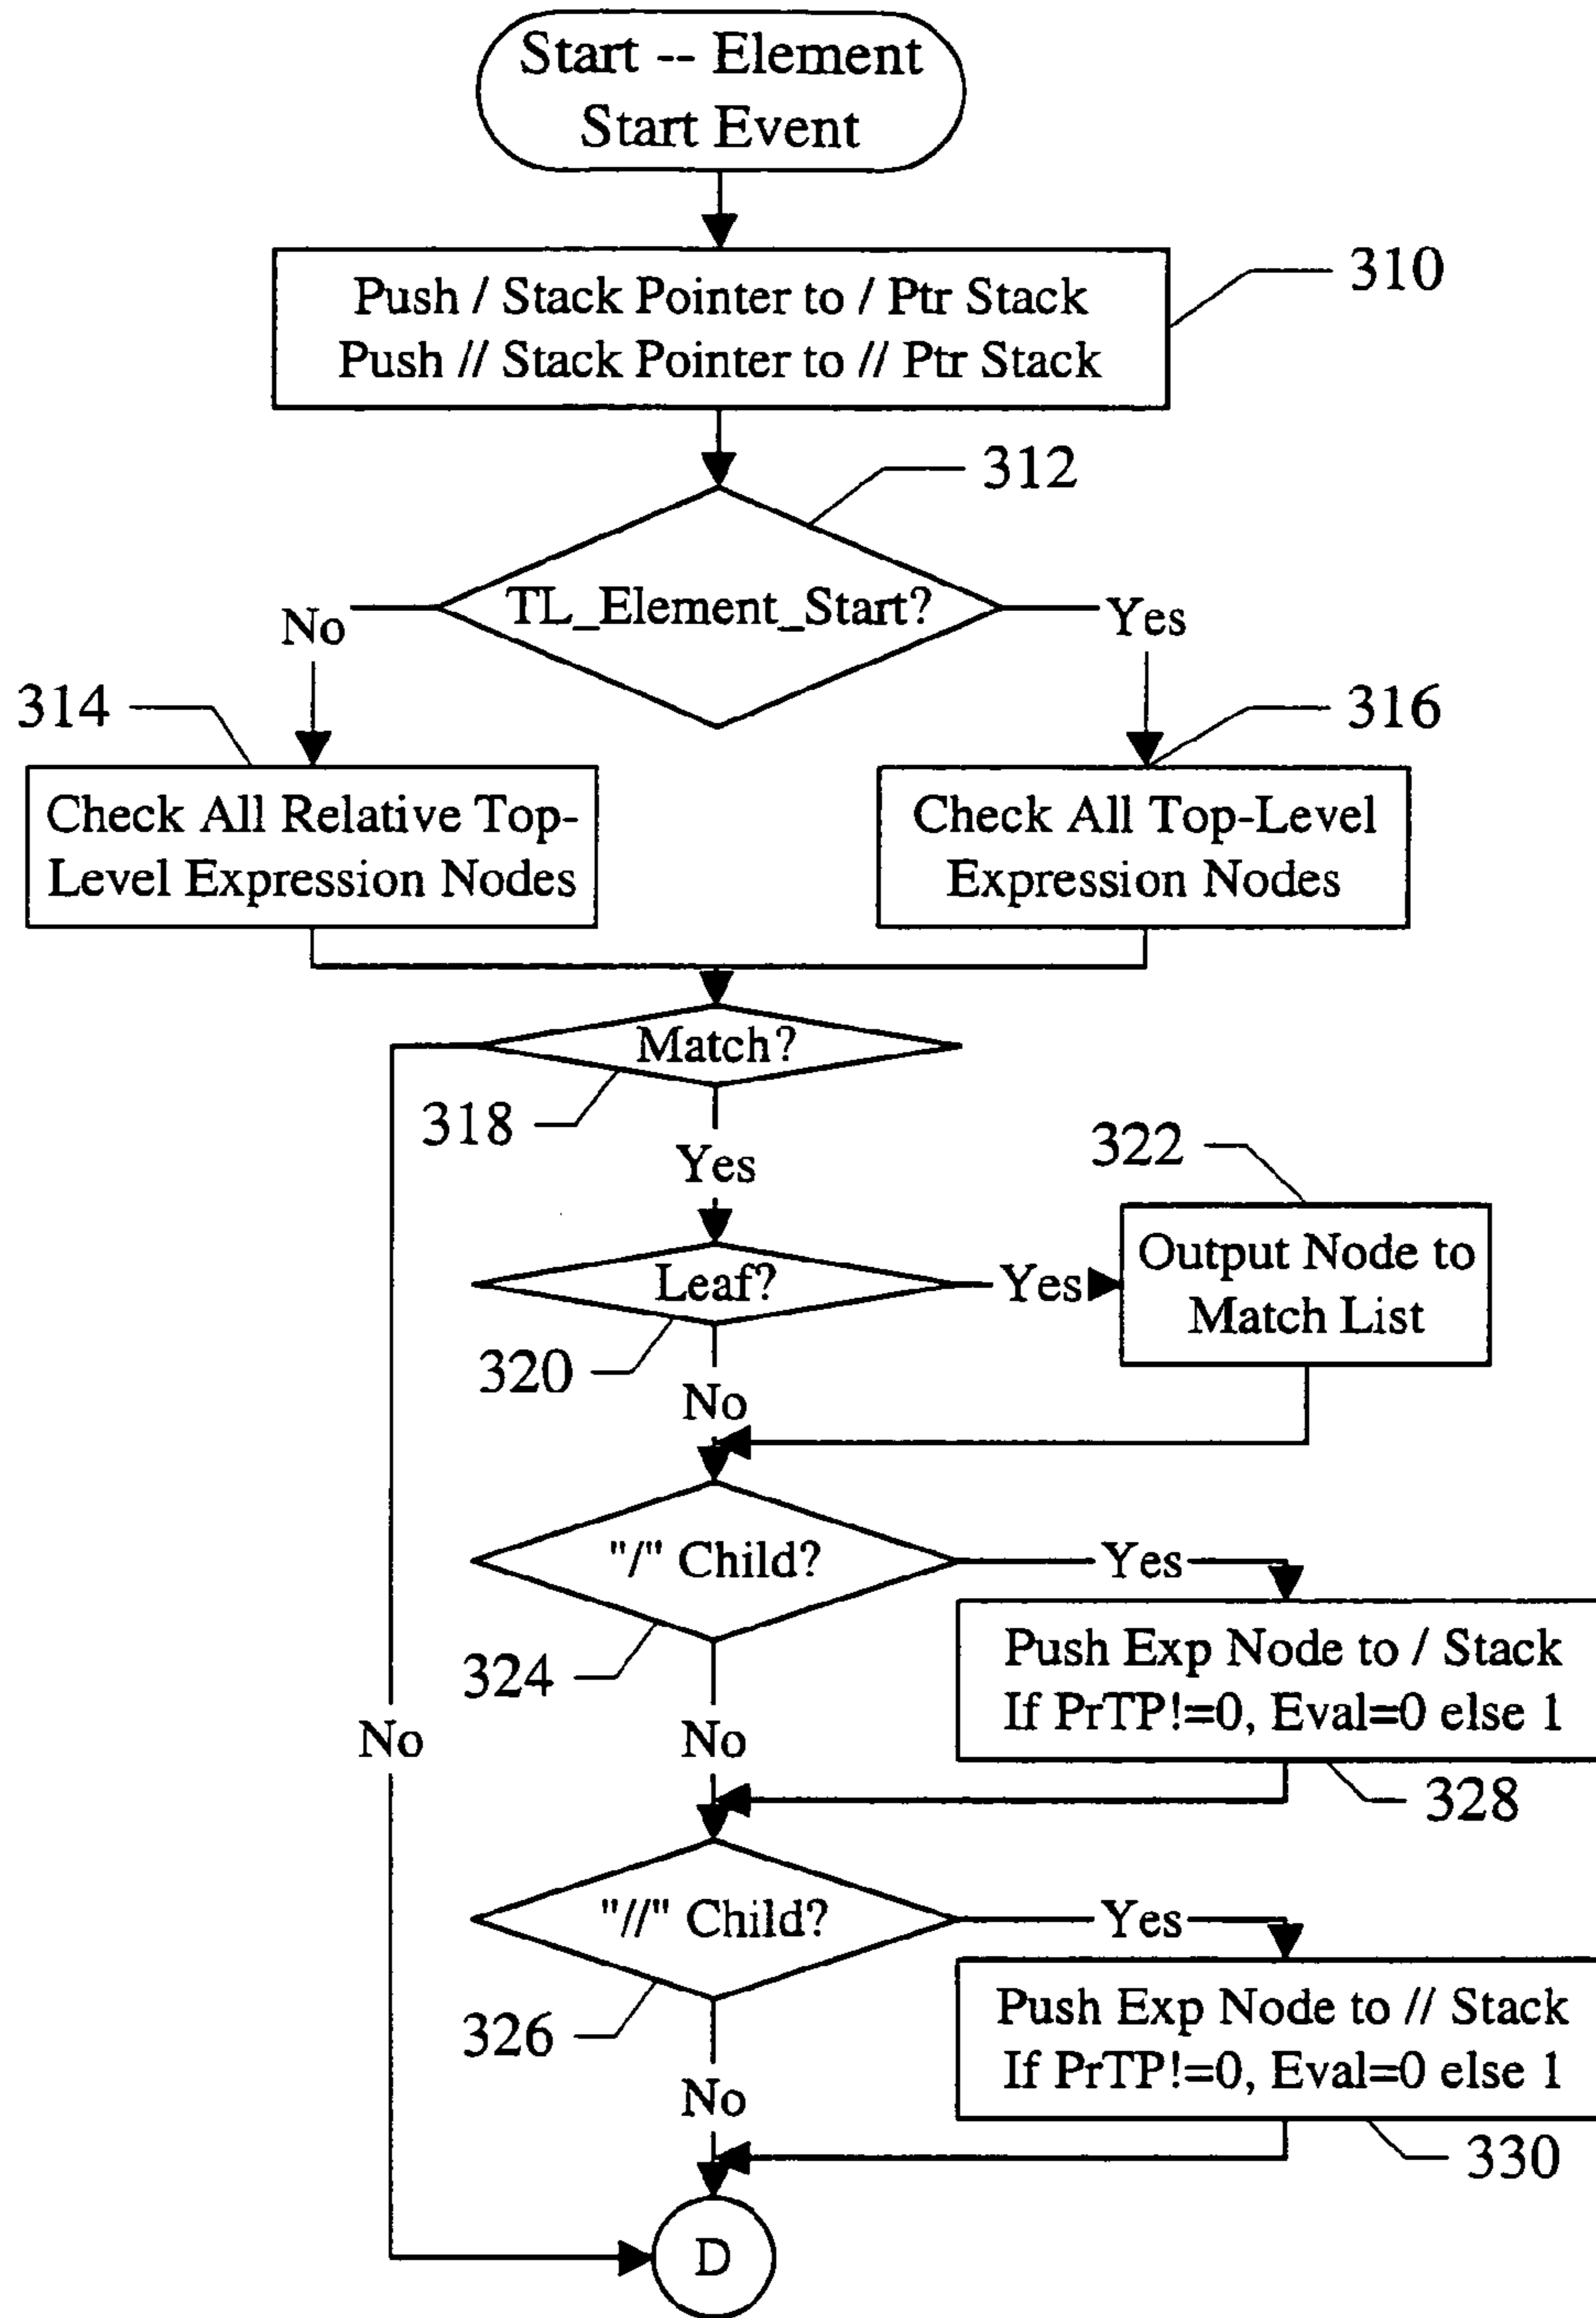 Start -- Element
Start Event
Push / Stack Pointer to / Ptr Stack
Push // Stack Pointer to // Ptr Stack
310
312
TL_Element_Start?
No
Yes
314
316
Check All Relative Top-
Level Expression Nodes
Check All Top-Level
Expression Nodes
Match?
318
Yes
322
Leaf?
Yes
Output Node to
Match List
320
No
"/" Child?
Yes
324
Push Exp Node to / Stack
If PrTP!=0, Eval=0 else 1
No
No
328
"//" Child?
Yes
326
Push Exp Node to // Stack
If PrTP!=0, Eval=0 else 1
No
330
D